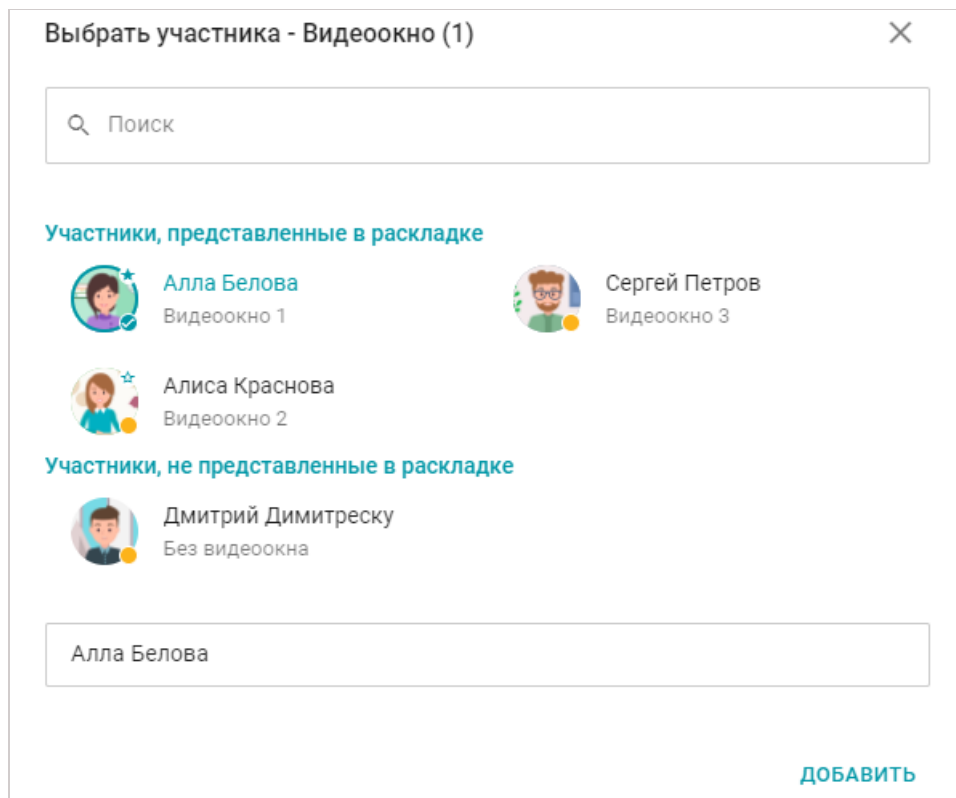 Выбрать участника - Видеоокно (1)
Поиск
Участники, представленные в раскладке
Алла Белова
Видеоокно 1
Сергей Петров
Видеоокно 3
Алиса Краснова
Видеоокно 2
Участники, не представленные в раскладке
Дмитрий Димитреску
Без видеоокна
Алла Белова
ДОБАВИТЬ